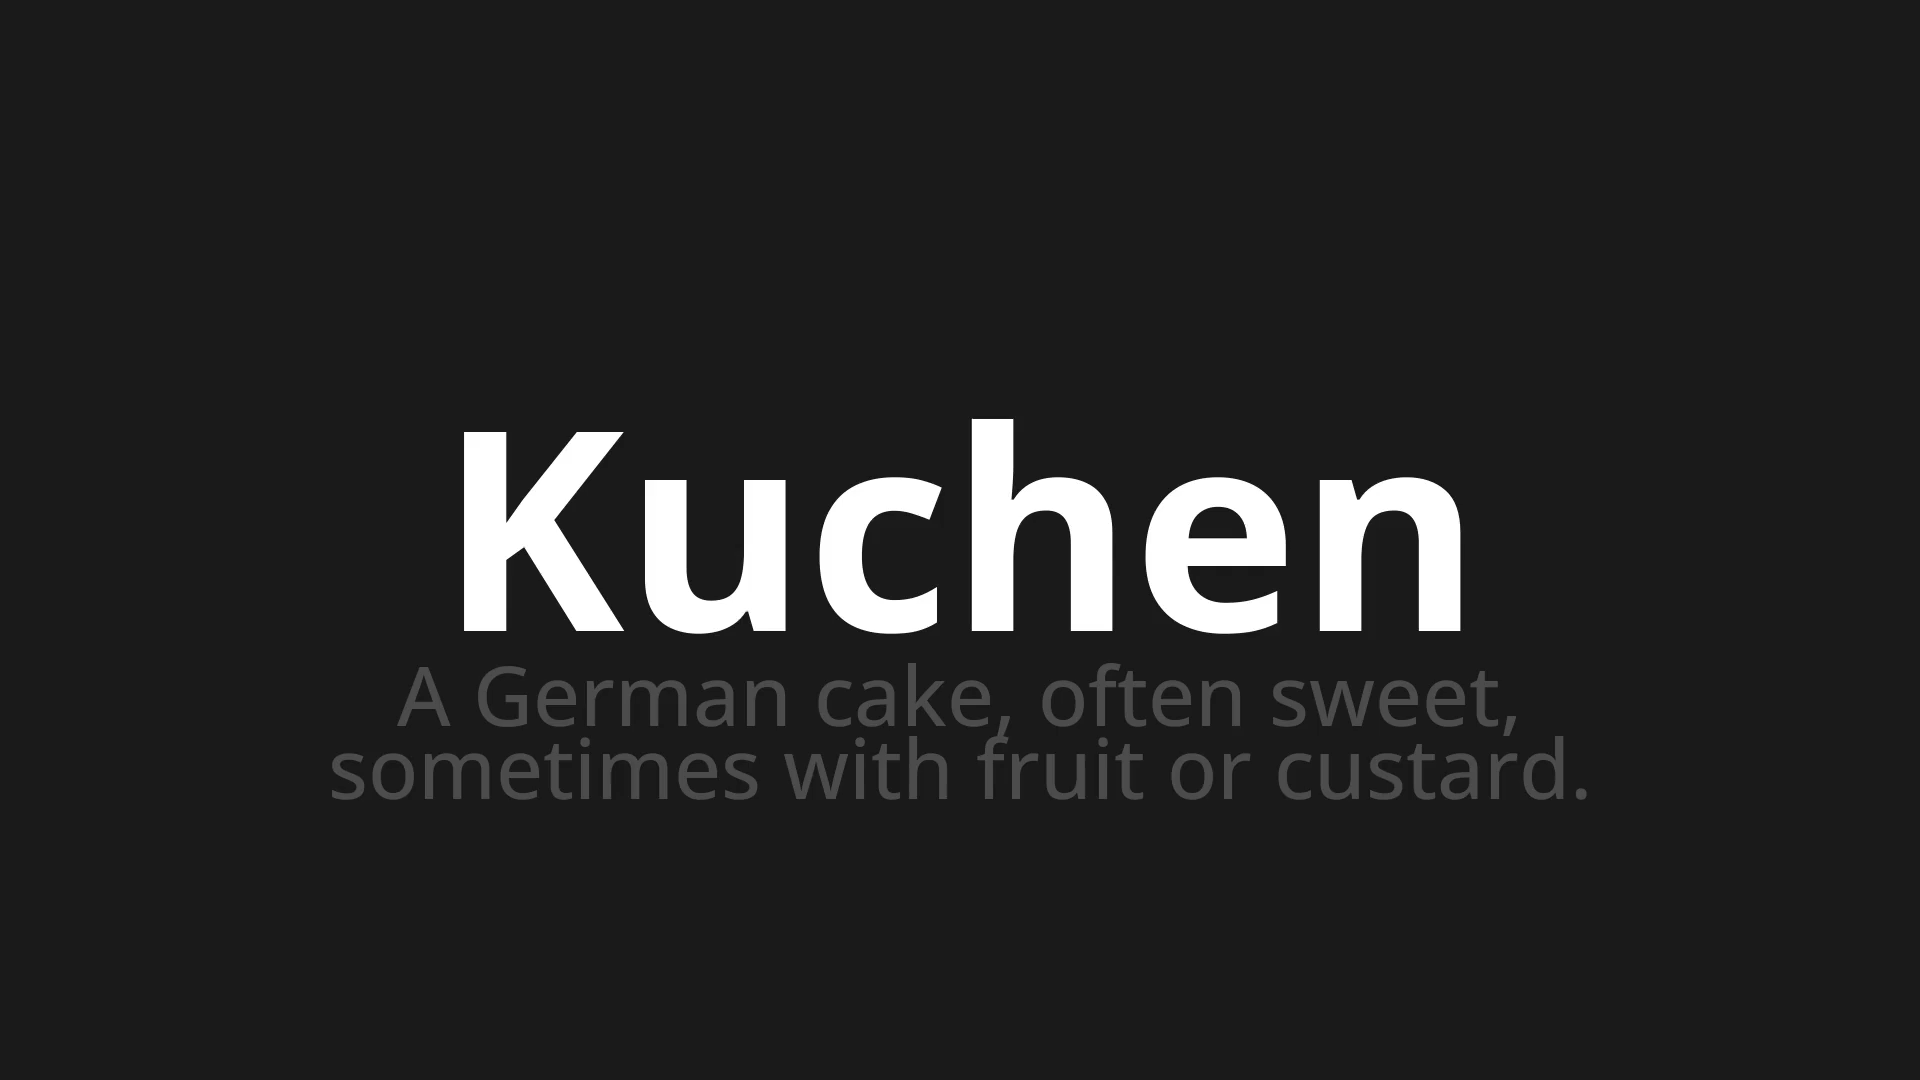 Kuchen
A German cake, often sweet,
sometimes with fruit or custard.